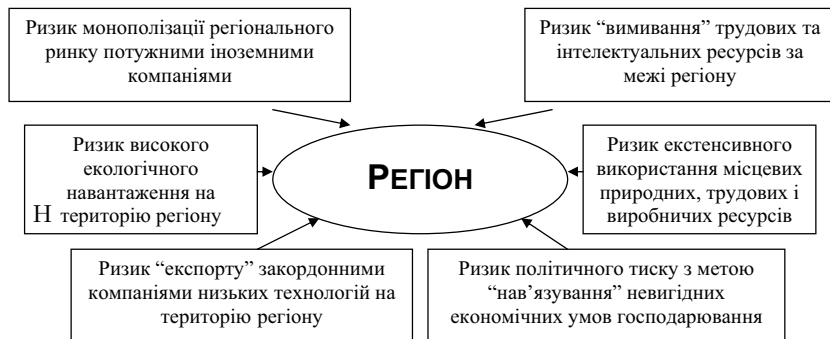 Ризик монополізації регіонального
ринку потужними іноземними
компаніями
Ризик “вимивання” трудових та
інтелектуальних ресурсів за
межі регіону
Ризик високого
екологічного
навантаження на
Н територію регіону
РЕГІОН
Ризик екстенсивного
використання місцевих
природних, трудових і
виробничих ресурсів
Ризик “експорту” закордонними
компаніями низьких технологій на
територію регіону
Ризик політичного тиску з метою
“нав’язування” невигідних
економічних умов господарювання